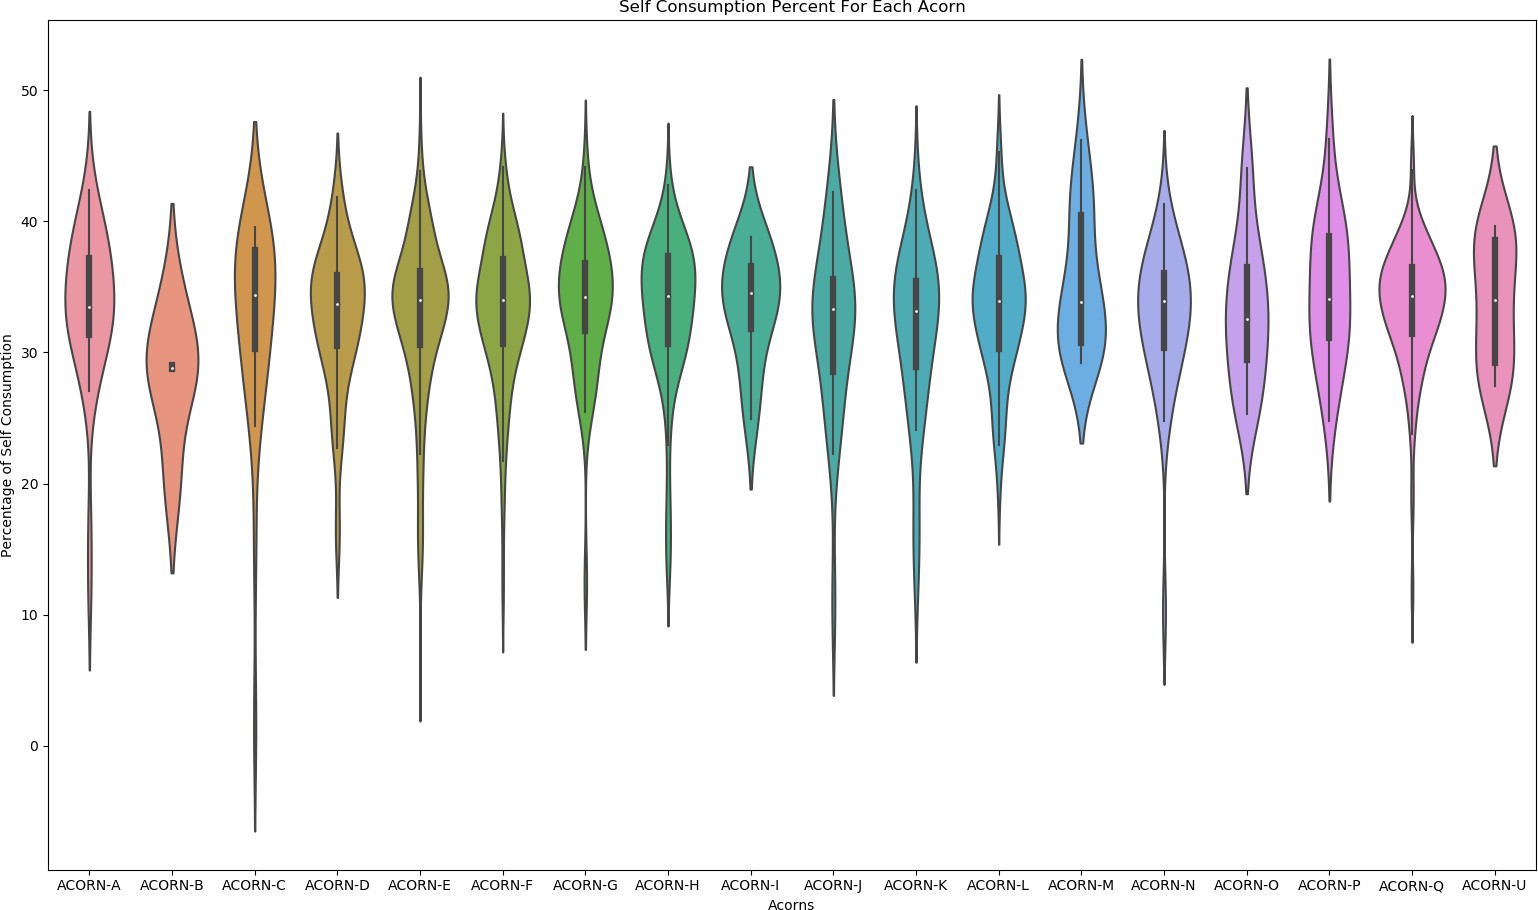 Self Consumption Percent For Each Acorn
Percentage of Self Consumption
50
40
30
20
10
0
ACORN-A ACORN-B ACORN-C ACORN-D ACORN-E ACORN-F ACORN-G ACORN-H ACORN-I ACORN-J ACORN-K ACORN-L ACORN-M ACORN-N ACORN-O ACORN-P ACORN-Q ACORN-U
Acorns